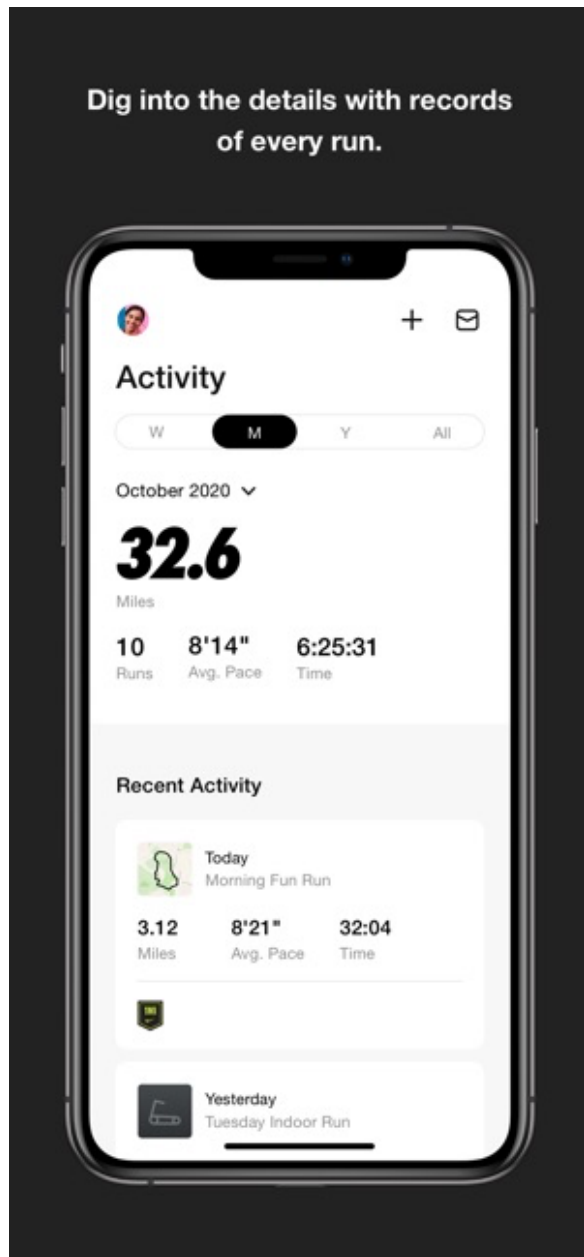 Dig into the details with records
of every run.
Activity
W M Y All
October 2020
32.6
Miles
10 8'14" 6:25:31
Runs Avg. Pace Time
Recent Activity
Today
Morning Fun Run
3.12 8'21" 32:04
Miles Avg. Pace Time
Yesterday
Tuesday Indoor Run